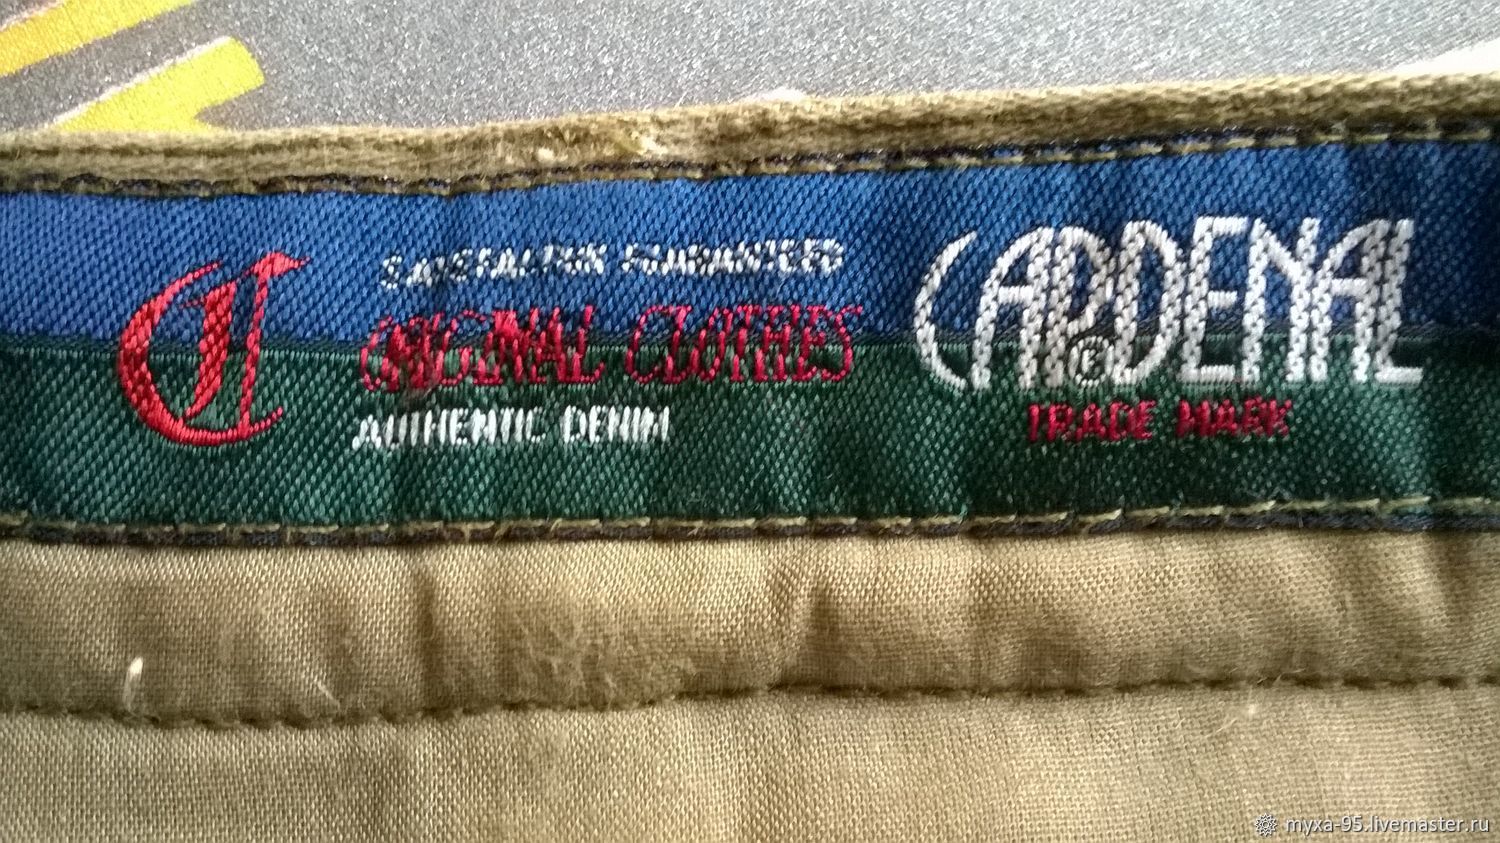 SATISFACTION GUARANTEED
ORIGINAL CLOTHES
AUTHENTIC DENIM
CARDENAL
®
TRADE MARK
myxa-95.livemaster.ru